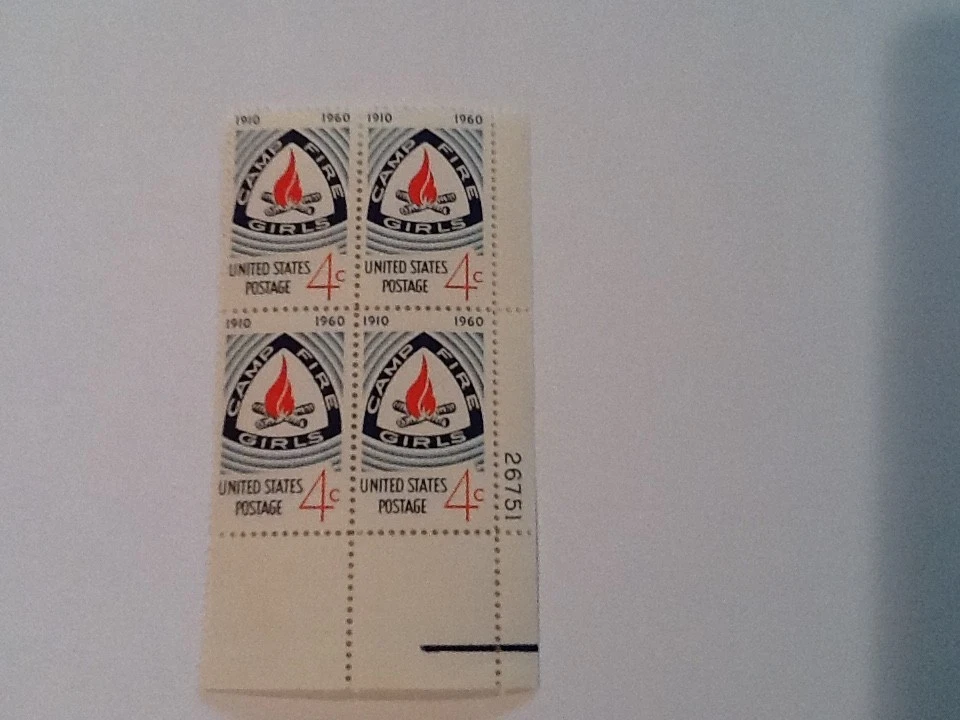 1910 1960
CAMP FIRE
GIRLS
UNITED STATES
POSTAGE 4c
1910 1960
CAMP FIRE
GIRLS
UNITED STATES
POSTAGE 4c
1910 1960
CAMP FIRE
GIRLS
UNITED STATES
POSTAGE 4c
1910 1960
CAMP FIRE
GIRLS
UNITED STATES
POSTAGE 4c
26751